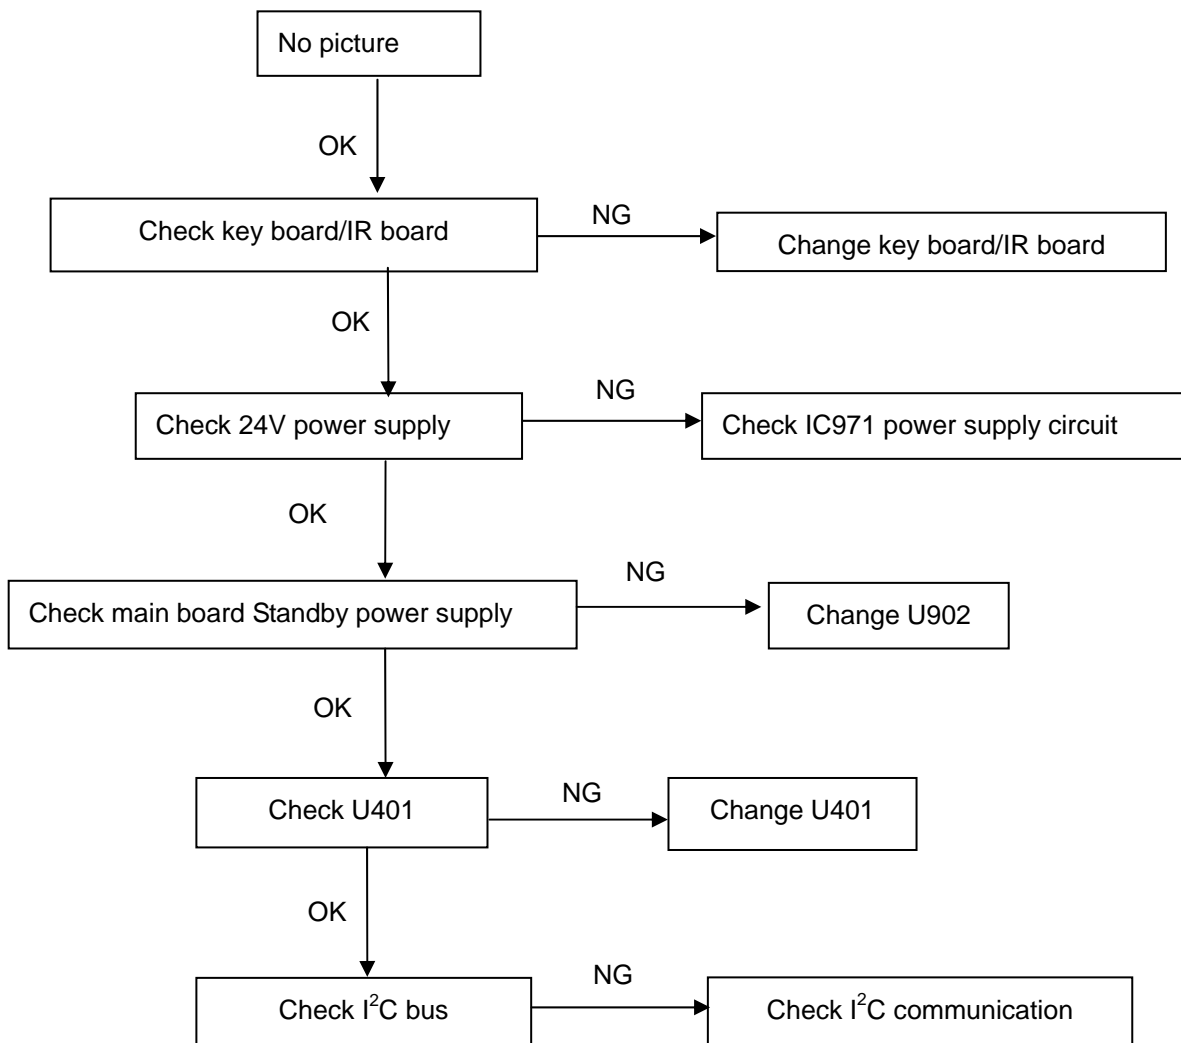 No picture
OK
Check key board/IR board
NG
Change key board/IR board
OK
Check 24V power supply
NG
Check IC971 power supply circuit
OK
Check main board Standby power supply
NG
Change U902
OK
Check U401
NG
Change U401
OK
Check I²C bus
NG
Check I²C communication